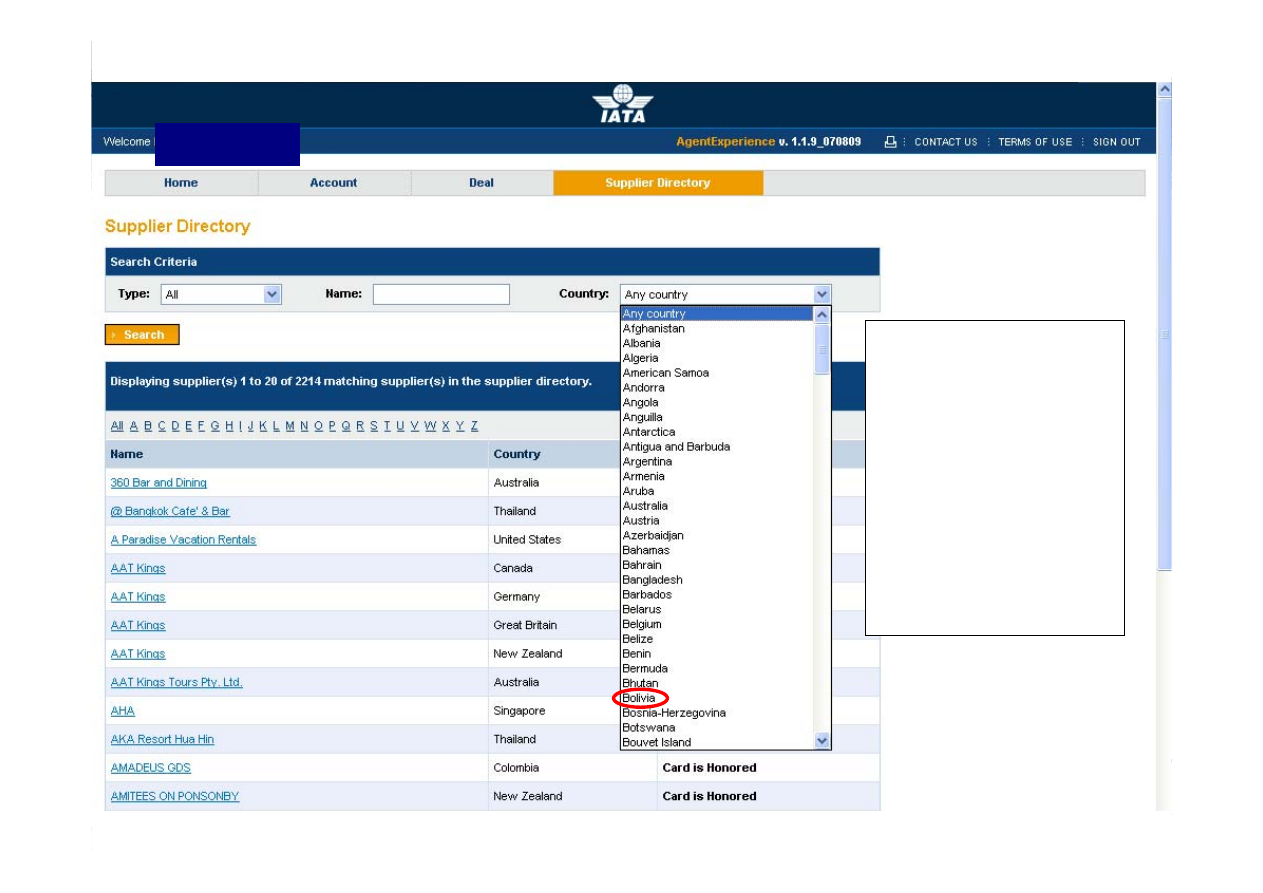 IATA
Welcome
AgentExperience v. 1.1.9_070809 CONTACT US TERMS OF USE SIGN OUT
Home Account Deal Supplier Directory
Supplier Directory
Search Criteria
Type: All Name: Country: Any country
Search
Any country
Afghanistan
Albania
Algeria
American Samoa
Andorra
Angola
Anguilla
Antarctica
Antigua and Barbuda
Argentina
Armenia
Aruba
Australia
Austria
Azerbaidjan
Bahamas
Bahrain
Bangladesh
Barbados
Belarus
Belgium
Belize
Benin
Bermuda
Bhutan
Bolivia
Bosnia-Herzegovina
Botswana
Bouvet Island
Displaying supplier(s) 1 to 20 of 2214 matching supplier(s) in the supplier directory.
All A B C D E F G H I J K L M N O P Q R S T U V W X Y Z
Name Country
360 Bar and Dining Australia
@ Bangkok Cafe' & Bar Thailand
A Paradise Vacation Rentals United States
AAT Kings Canada
AAT Kings Germany
AAT Kings Great Britain
AAT Kings New Zealand
AAT Kings Tours Pty. Ltd. Australia
AHA Singapore
AKA Resort Hua Hin Thailand
AMADEUS GDS Colombia Card is Honored
AMITEES ON PONSONBY New Zealand Card is Honored